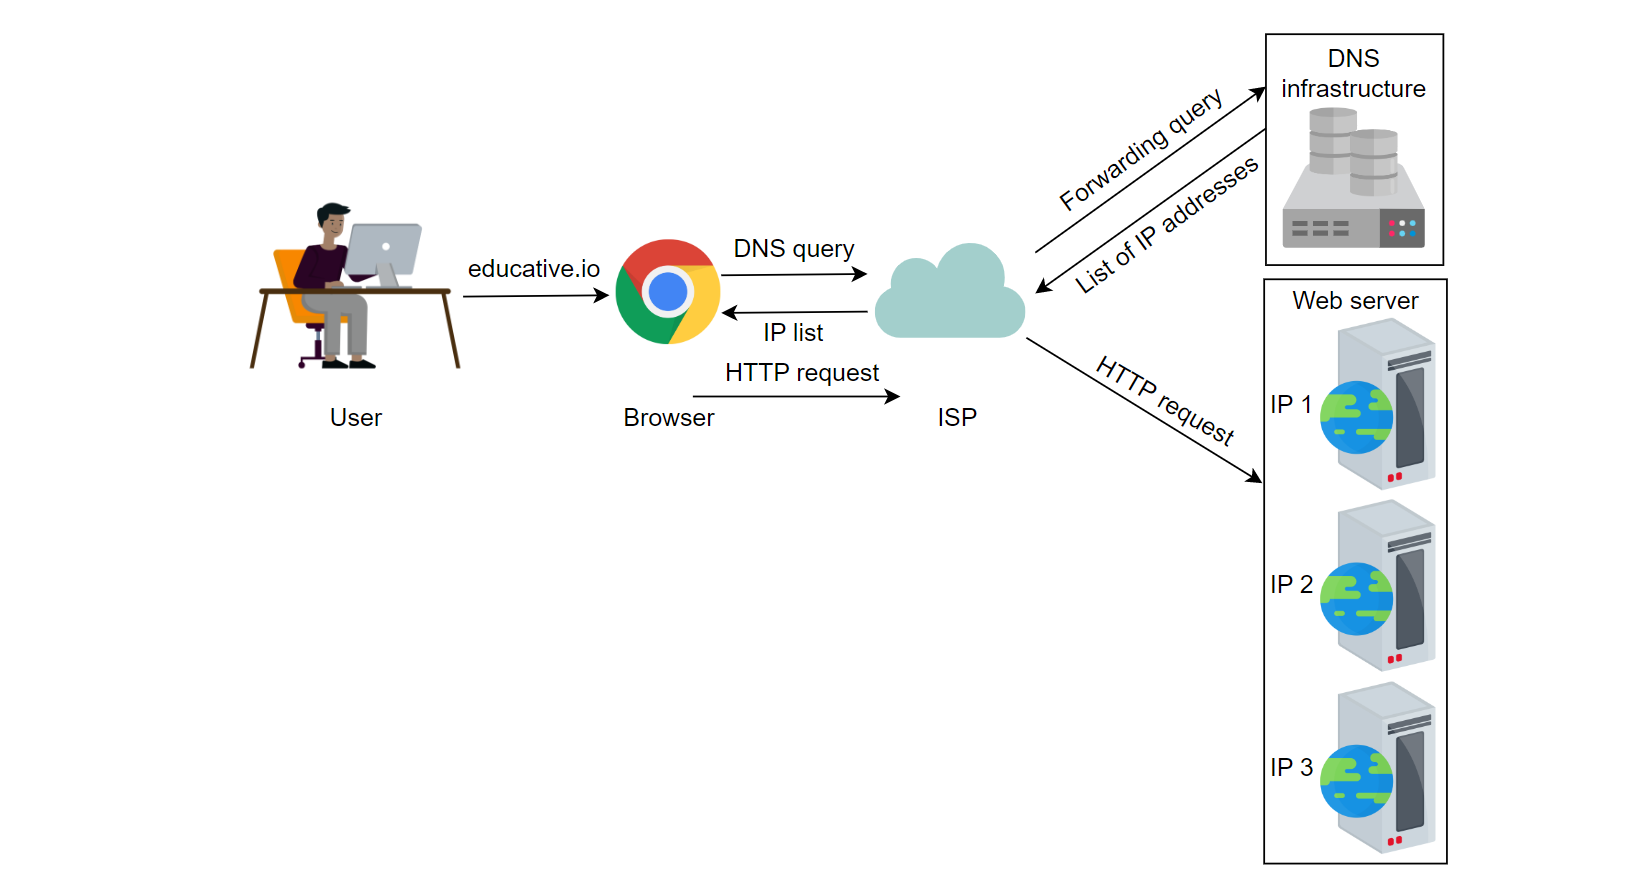 DNS
infrastructure
Forwarding query
List of IP addresses
educative.io
DNS query
IP list
HTTP request
User
Browser
ISP
HTTP request
Web server
IP 1
IP 2
IP 3